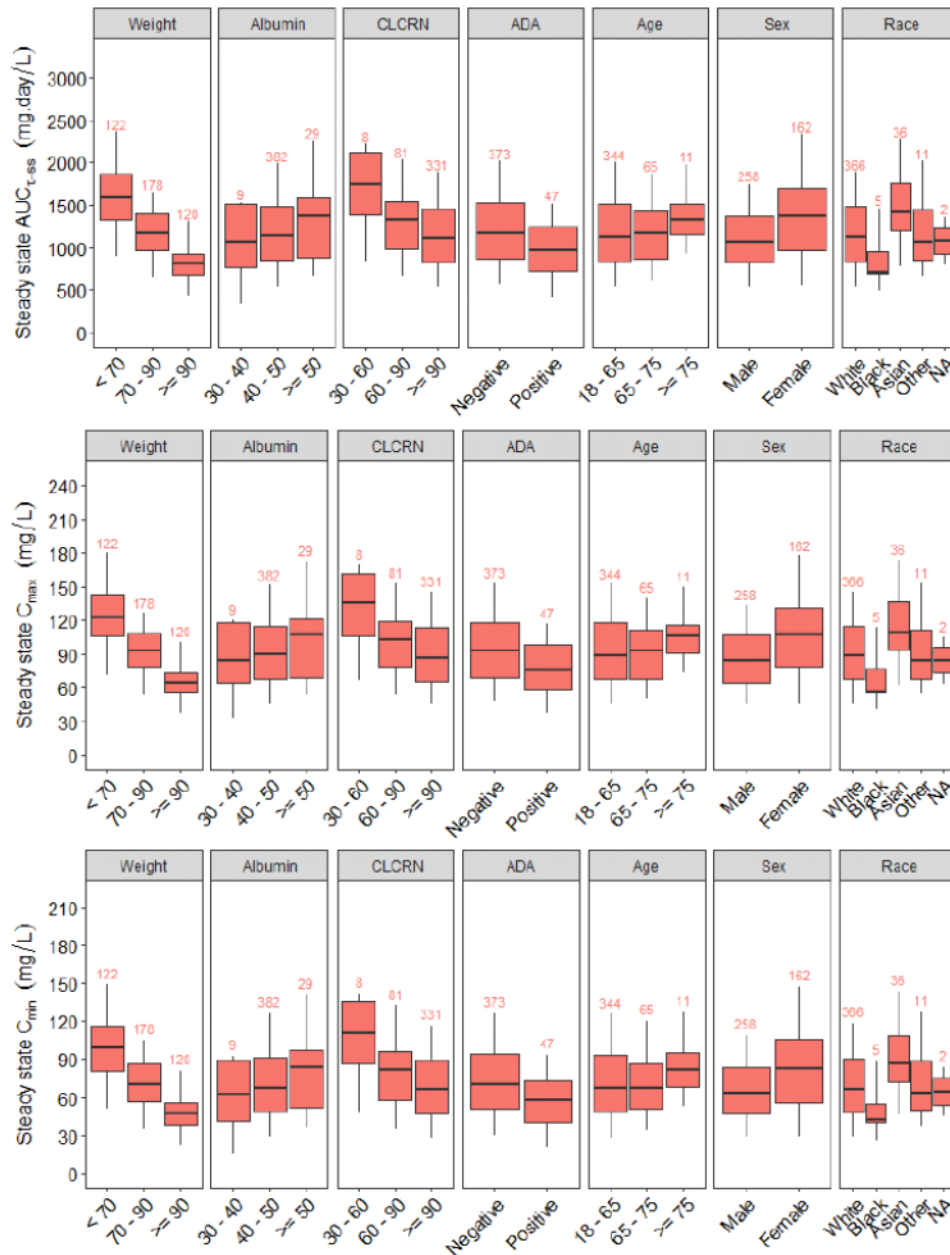 Weight Albumin CLCRN ADA Age Sex Race
Steady state AUCτ-ss (mg.day/L)
3000
2500
2000
1500
1000
500
0
122 178 120 9 382 29 8 81 331 373 47 344 65 11 258 162 366 5 36 11 2
< 70 70 - 90 >= 90 30 - 40 40 - 50 >= 50 30 - 60 60 - 90 >= 90 Negative Positive 18 - 65 65 - 75 >= 75 Male Female White Black Asian Other NA
Weight Albumin CLCRN ADA Age Sex Race
Steady state Cmax (mg/L)
240
210
180
150
120
90
60
30
0
122 178 120 9 382 29 8 81 331 373 47 344 65 11 258 162 366 5 36 11 2
< 70 70 - 90 >= 90 30 - 40 40 - 50 >= 50 30 - 60 60 - 90 >= 90 Negative Positive 18 - 65 65 - 75 >= 75 Male Female White Black Asian Other NA
Weight Albumin CLCRN ADA Age Sex Race
Steady state Cmin (mg/L)
210
180
150
120
90
60
30
0
122 178 120 9 382 29 8 81 331 373 47 344 65 11 258 162 366 5 36 11 2
< 70 70 - 90 >= 90 30 - 40 40 - 50 >= 50 30 - 60 60 - 90 >= 90 Negative Positive 18 - 65 65 - 75 >= 75 Male Female White Black Asian Other NA